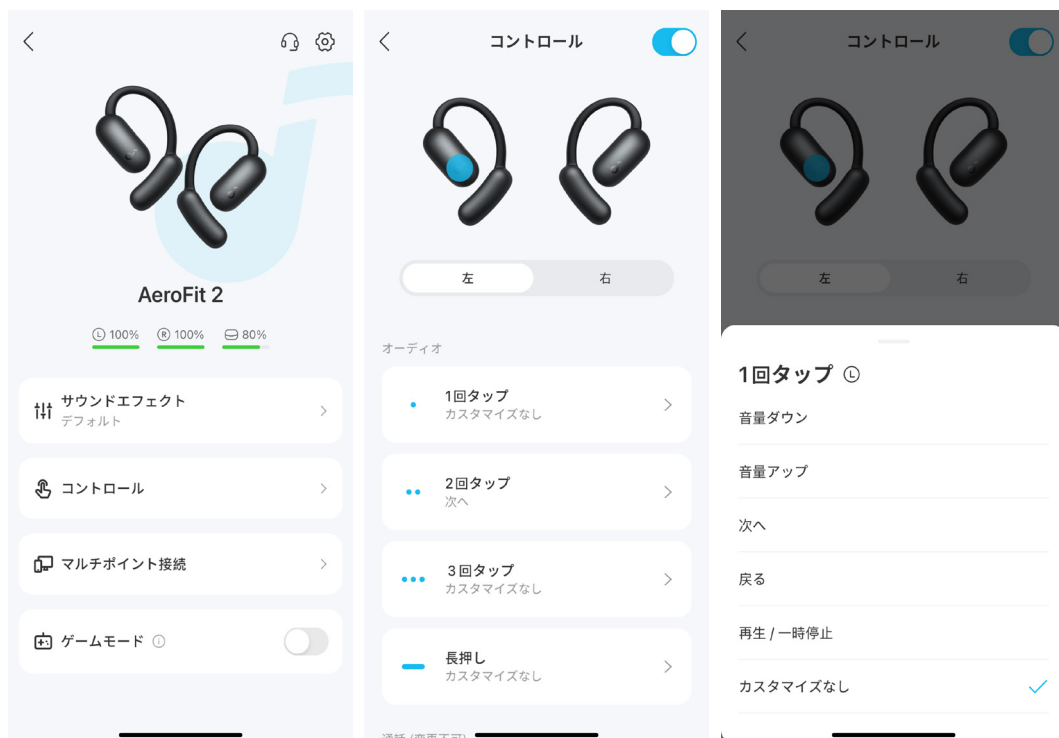 AeroFit 2
L 100% R 100% 80%
サウンドエフェクト
デフォルト
コントロール
マルチポイント接続
ゲームモード
コントロール
左 右
オーディオ
1回タップ
カスタマイズなし
2回タップ
次へ
3回タップ
カスタマイズなし
長押し
カスタマイズなし
通話 (変更不可)
コントロール
左 右
1回タップ L
音量ダウン
音量アップ
次へ
戻る
再生 / 一時停止
カスタマイズなし